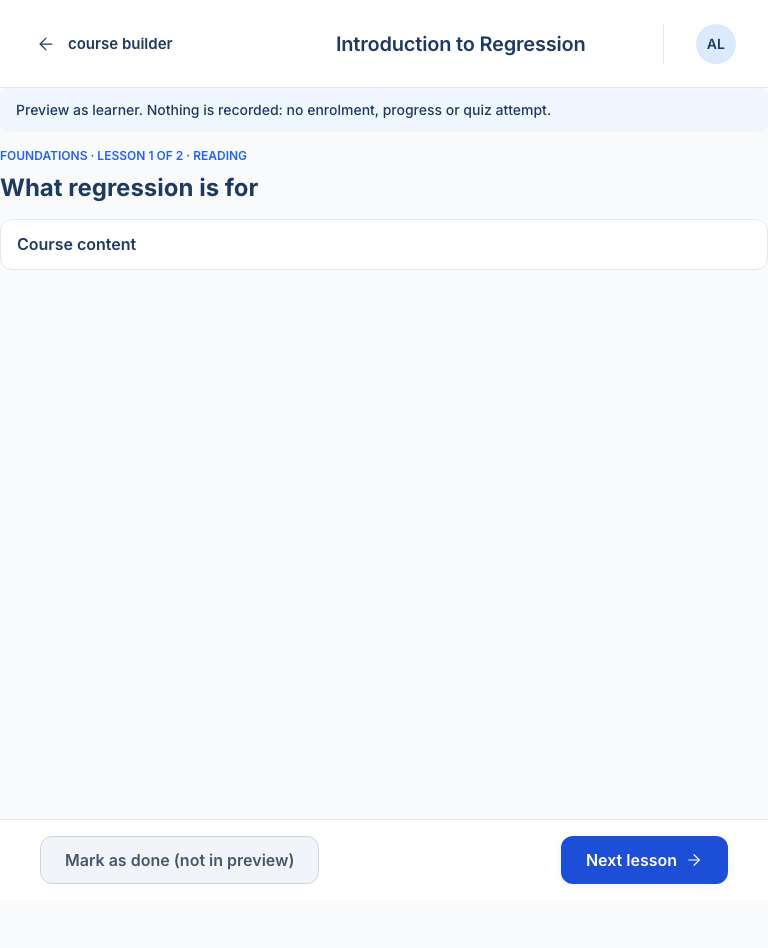 course builder
Introduction to Regression
AL
Preview as learner. Nothing is recorded: no enrolment, progress or quiz attempt.
FOUNDATIONS · LESSON 1 OF 2 · READING
What regression is for
Course content
Mark as done (not in preview)
Next lesson